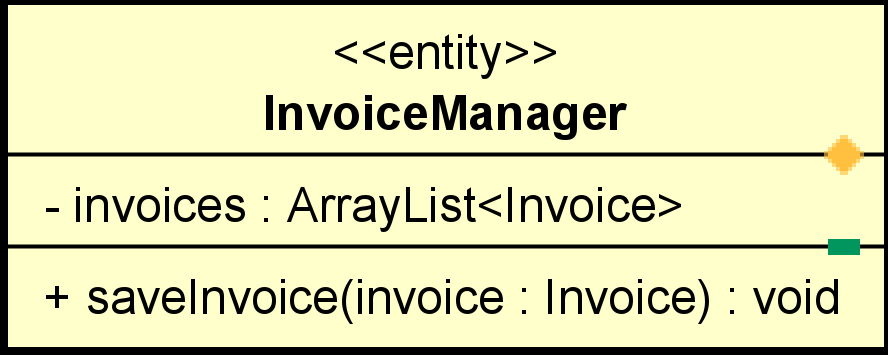 <<entity>>
InvoiceManager
- invoices : ArrayList<Invoice>
+ saveInvoice(invoice : Invoice) : void